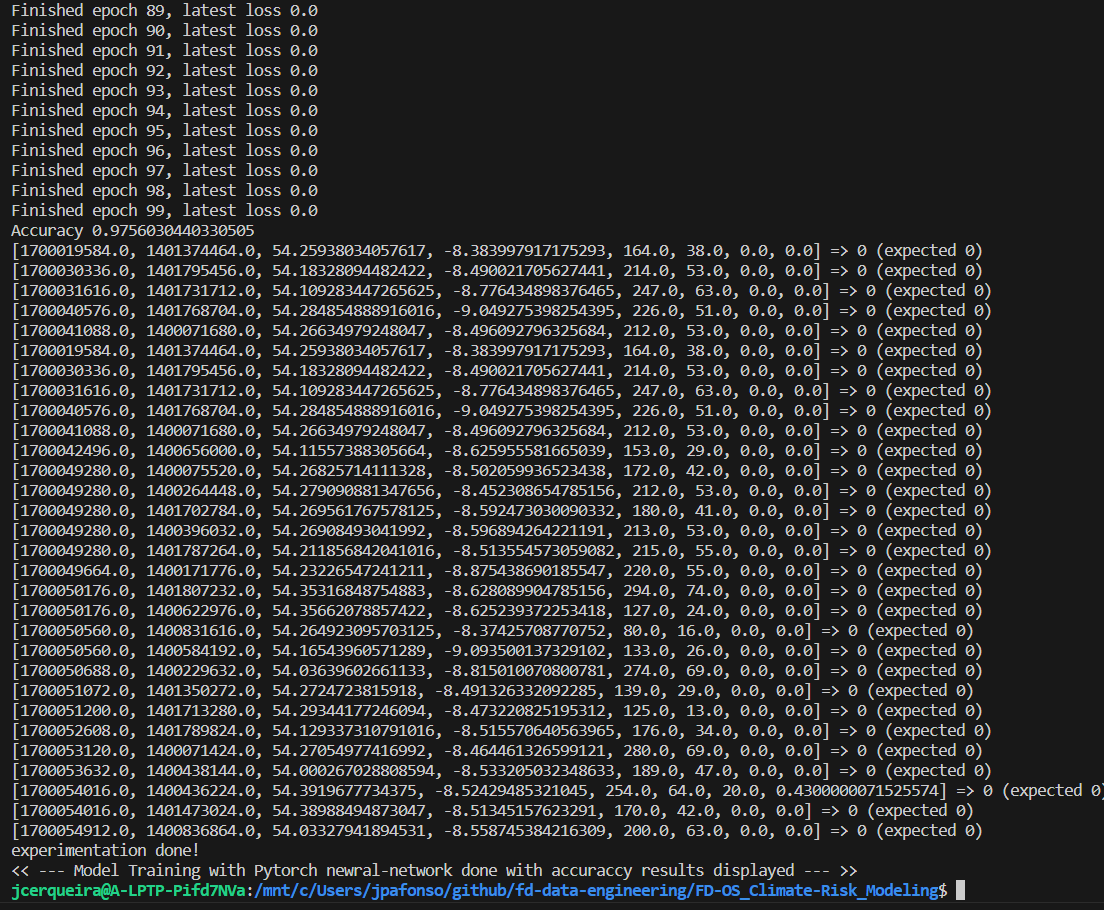 Finished epoch 89, latest loss 0.0
Finished epoch 90, latest loss 0.0
Finished epoch 91, latest loss 0.0
Finished epoch 92, latest loss 0.0
Finished epoch 93, latest loss 0.0
Finished epoch 94, latest loss 0.0
Finished epoch 95, latest loss 0.0
Finished epoch 96, latest loss 0.0
Finished epoch 97, latest loss 0.0
Finished epoch 98, latest loss 0.0
Finished epoch 99, latest loss 0.0
Accuracy 0.9756030440330505
[1700019584.0, 1401374464.0, 54.25938034057617, -8.383997917175293, 164.0, 38.0, 0.0, 0.0] => 0 (expected 0)
[1700030336.0, 1401795456.0, 54.18328094482422, -8.490021705627441, 214.0, 53.0, 0.0, 0.0] => 0 (expected 0)
[1700031616.0, 1401731712.0, 54.109283447265625, -8.776434898376465, 247.0, 63.0, 0.0, 0.0] => 0 (expected 0)
[1700040576.0, 1401768704.0, 54.284854888916016, -9.049275398254395, 226.0, 51.0, 0.0, 0.0] => 0 (expected 0)
[1700041088.0, 1400071680.0, 54.26634979248047, -8.496092796325684, 212.0, 53.0, 0.0, 0.0] => 0 (expected 0)
[1700019584.0, 1401374464.0, 54.25938034057617, -8.383997917175293, 164.0, 38.0, 0.0, 0.0] => 0 (expected 0)
[1700030336.0, 1401795456.0, 54.18328094482422, -8.490021705627441, 214.0, 53.0, 0.0, 0.0] => 0 (expected 0)
[1700031616.0, 1401731712.0, 54.109283447265625, -8.776434898376465, 247.0, 63.0, 0.0, 0.0] => 0 (expected 0)
[1700040576.0, 1401768704.0, 54.284854888916016, -9.049275398254395, 226.0, 51.0, 0.0, 0.0] => 0 (expected 0)
[1700041088.0, 1400071680.0, 54.26634979248047, -8.496092796325684, 212.0, 53.0, 0.0, 0.0] => 0 (expected 0)
[1700042496.0, 1400656000.0, 54.11557388305664, -8.625955581665039, 153.0, 29.0, 0.0, 0.0] => 0 (expected 0)
[1700049280.0, 1400075520.0, 54.26825714111328, -8.502059936523438, 172.0, 42.0, 0.0, 0.0] => 0 (expected 0)
[1700049280.0, 1400264448.0, 54.279090881347656, -8.452308654785156, 212.0, 53.0, 0.0, 0.0] => 0 (expected 0)
[1700049280.0, 1401702784.0, 54.269561767578125, -8.592473030090332, 180.0, 41.0, 0.0, 0.0] => 0 (expected 0)
[1700049280.0, 1400396032.0, 54.26908493041992, -8.596894264221191, 213.0, 53.0, 0.0, 0.0] => 0 (expected 0)
[1700049280.0, 1401787264.0, 54.211856842041016, -8.513554573059082, 215.0, 55.0, 0.0, 0.0] => 0 (expected 0)
[1700049664.0, 1400171776.0, 54.23226547241211, -8.875438690185547, 220.0, 55.0, 0.0, 0.0] => 0 (expected 0)
[1700050176.0, 1401807232.0, 54.35316848754883, -8.628089904785156, 294.0, 74.0, 0.0, 0.0] => 0 (expected 0)
[1700050176.0, 1400622976.0, 54.35662078857422, -8.625239372253418, 127.0, 24.0, 0.0, 0.0] => 0 (expected 0)
[1700050560.0, 1400831616.0, 54.264923095703125, -8.37425708770752, 80.0, 16.0, 0.0, 0.0] => 0 (expected 0)
[1700050560.0, 1400584192.0, 54.16543960571289, -9.093500137329102, 133.0, 26.0, 0.0, 0.0] => 0 (expected 0)
[1700050688.0, 1400229632.0, 54.03639602661133, -8.815010070800781, 274.0, 69.0, 0.0, 0.0] => 0 (expected 0)
[1700051072.0, 1401350272.0, 54.2724723815918, -8.491326332092285, 139.0, 29.0, 0.0, 0.0] => 0 (expected 0)
[1700051200.0, 1401713280.0, 54.29344177246094, -8.473220825195312, 125.0, 13.0, 0.0, 0.0] => 0 (expected 0)
[1700052608.0, 1401789824.0, 54.129337310791016, -8.515570640563965, 176.0, 34.0, 0.0, 0.0] => 0 (expected 0)
[1700053120.0, 1400071424.0, 54.27054977416992, -8.464461326599121, 280.0, 69.0, 0.0, 0.0] => 0 (expected 0)
[1700053632.0, 1400438144.0, 54.000267028808594, -8.533205032348633, 189.0, 47.0, 0.0, 0.0] => 0 (expected 0)
[1700054016.0, 1400436224.0, 54.3919677734375, -8.52429485321045, 254.0, 64.0, 20.0, 0.4300000071525574] => 0 (expected 0)
[1700054016.0, 1401473024.0, 54.38988494873047, -8.51345157623291, 170.0, 42.0, 0.0, 0.0] => 0 (expected 0)
[1700054912.0, 1400836864.0, 54.03327941894531, -8.558745384216309, 200.0, 63.0, 0.0, 0.0] => 0 (expected 0)
experimentation done!
<< --- Model Training with Pytorch newral-network done with accuraccy results displayed --- >>
jcerqueira@A-LPTP-Pifd7NVa:/mnt/c/Users/jpafonso/github/fd-data-engineering/FD-OS_Climate-Risk_Modeling$